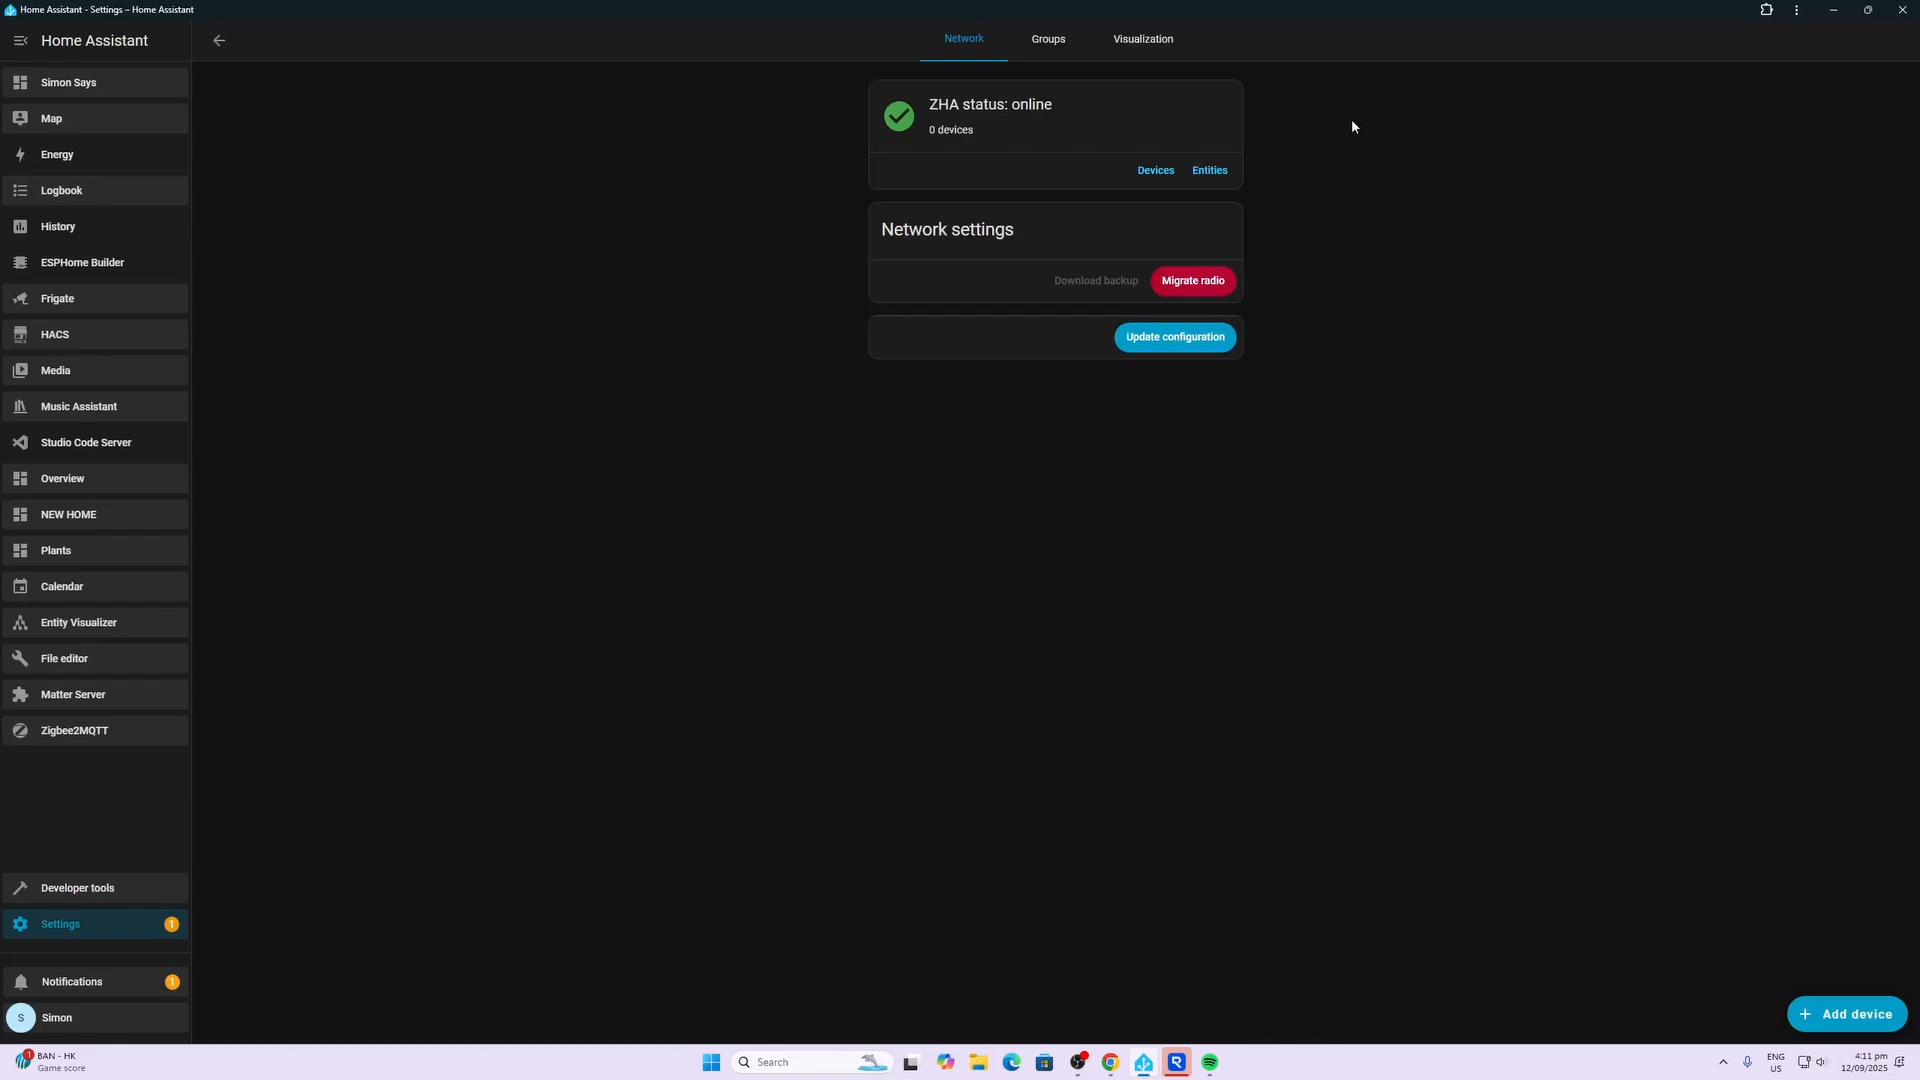 Home Assistant - Settings – Home Assistant
Home Assistant
Network
Groups
Visualization
Simon Says
Map
Energy
Logbook
History
ESPHome Builder
Frigate
HACS
HACS
Media
Music Assistant
Studio Code Server
Overview
NEW HOME
Plants
Calendar
Entity Visualizer
File editor
Matter Server
Zigbee2MQTT
Developer tools
Settings
1
Notifications
1
S
Simon
ZHA status: online
0 devices
Devices
Entities
Network settings
Download backup
Migrate radio
Update configuration
Add device
1
BAN - HK
Game score
Search
R
ENG
US
4:11 pm
12/09/2025